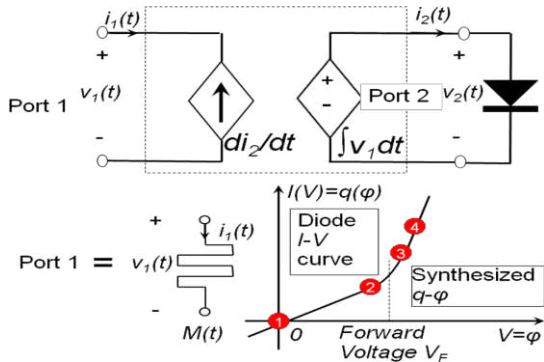 i₁(t)
i₂(t)
+
+
+
Port 1
v₁(t)
-
Port 2
v₂(t)
-
-
-
di₂/dt
∫v₁dt
I(V)=q(φ)
+
Diode
I-V
curve
4
i₁(t)
3
Port 1 =
v₁(t)
2
Synthesized
q-φ
1
-
0
Forward
V=φ
M(t)
Voltage V_F